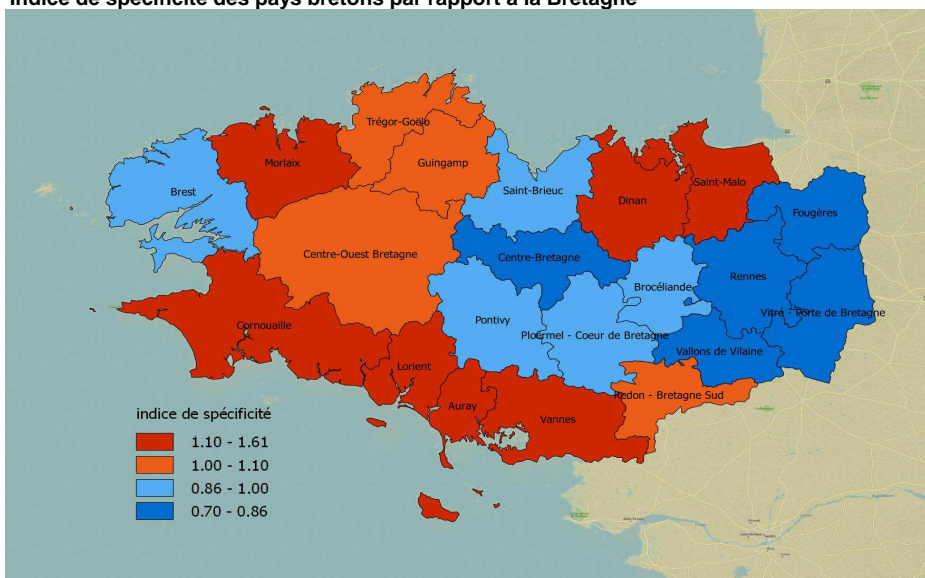 Indice de spécificité des pays bretons par rapport à la Bretagne
Trégor-Goëlo
Morlaix
Guingamp
Saint-Malo
Brest
Saint-Brieuc
Dinan
Fougères
Centre-Ouest Bretagne
Centre-Bretagne
Rennes
Brocéliande
Pontivy
Vitré - Porte de Bretagne
Cornouaille
Ploermel - Coeur de Bretagne
Vallons de Vilaine
Lorient
Redon - Bretagne Sud
Auray
Vannes
indice de spécificité
1.10 - 1.61
1.00 - 1.10
0.86 - 1.00
0.70 - 0.86